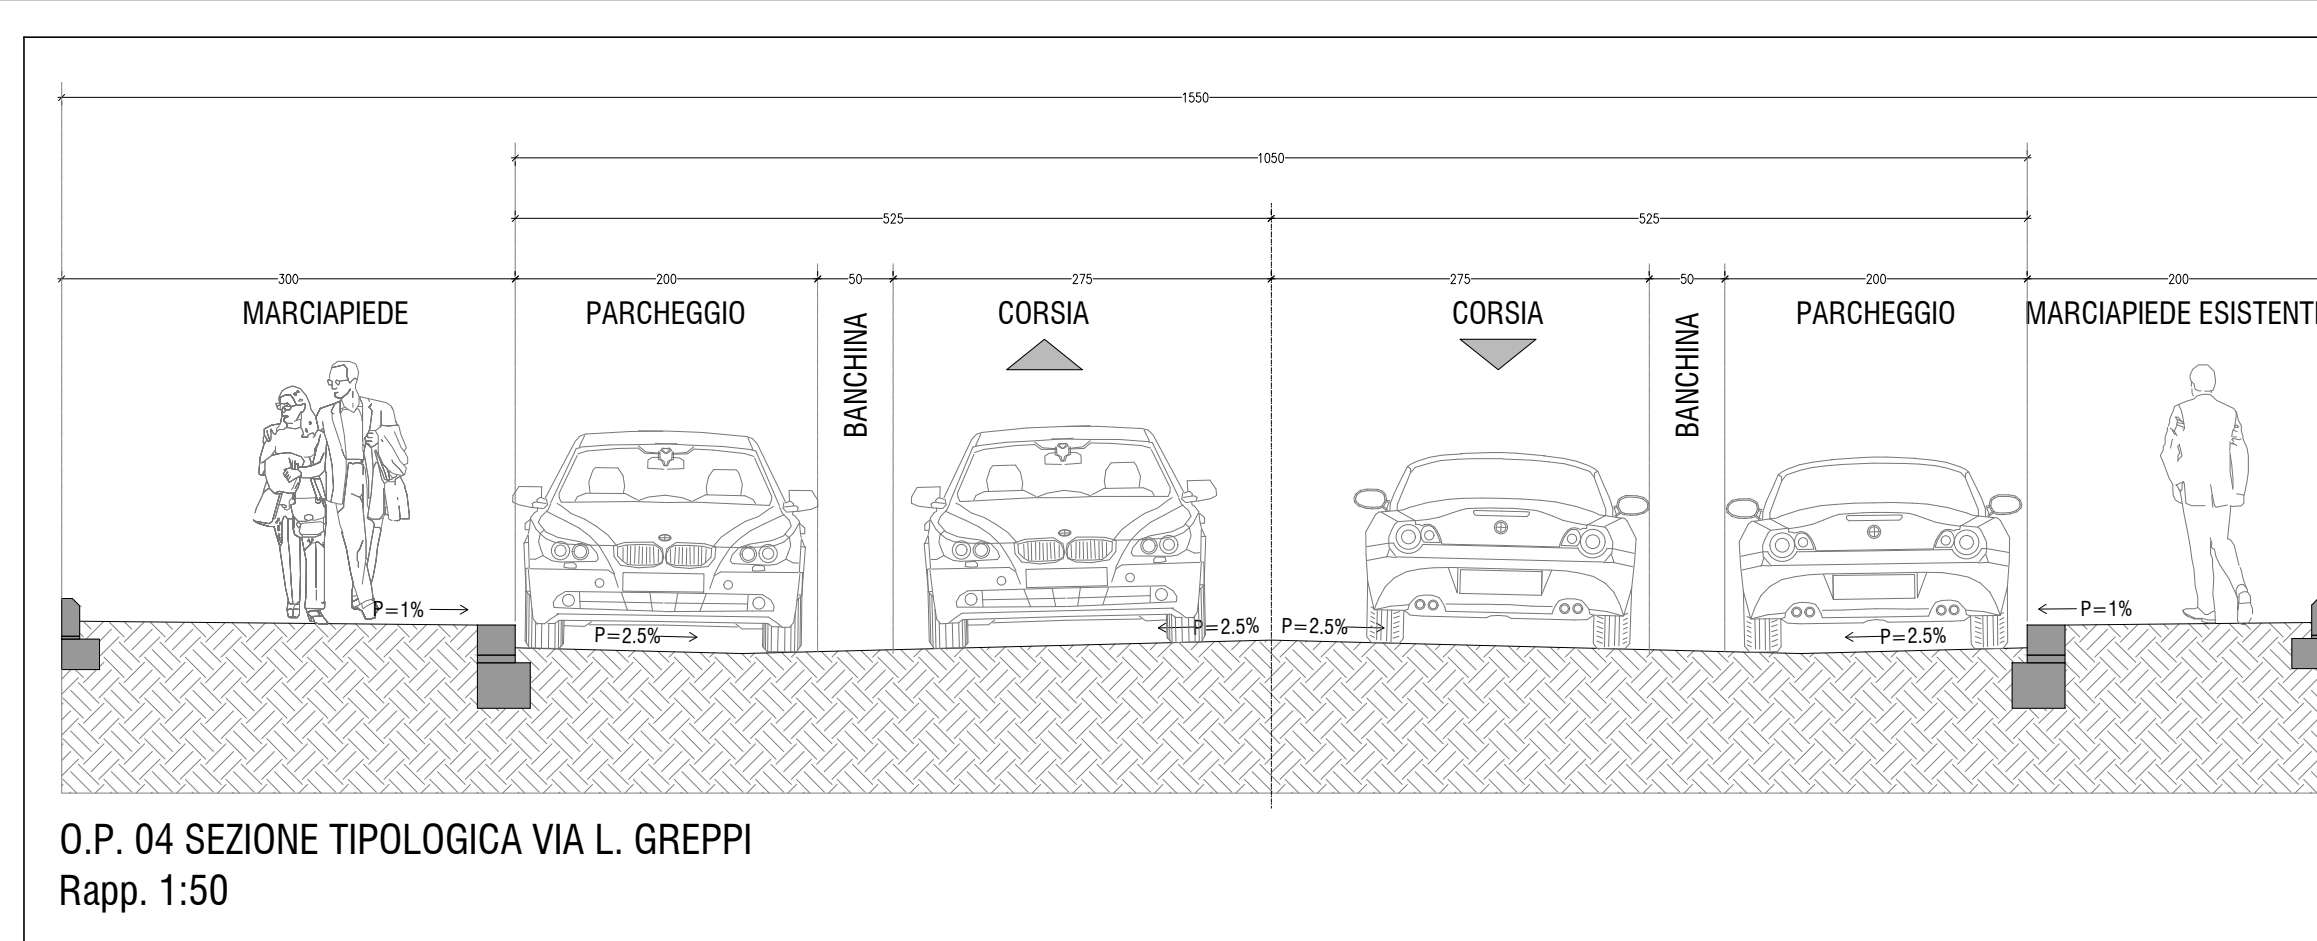 1550
1050
525 525
300 200 50 275 275 50 200 200
MARCIAPIEDE PARCHEGGIO BANCHINA CORSIA CORSIA BANCHINA PARCHEGGIO MARCIAPIEDE ESISTENTE
P=1% P=2.5% P=2.5% P=2.5% P=2.5% P=1%
O.P. 04 SEZIONE TIPOLOGICA VIA L. GREPPI
Rapp. 1:50